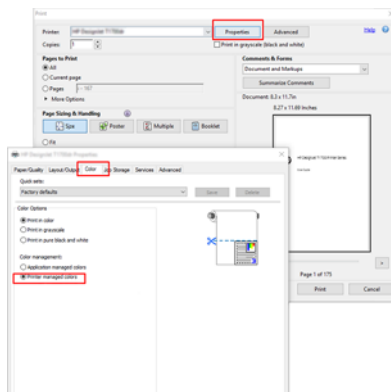 Print
Printer: HP Designjet T1700dr Properties Advanced Help
Copies: 1 Print in grayscale (black and white)
Pages to Print
All
Current page
Pages 1 - 167
More Options
Comments & Forms
Document and Markups
Summarize Comments
Document: 8.3 x 11.7in
8.27 x 11.69 Inches
Page Sizing & Handling
Size Poster Multiple Booklet
Fit
Page 1 of 175
Print Cancel
Properties
Paper/Quality Layout/Output Color Job Storage Services Advanced
Quick sets:
Factory defaults Save Delete
Color Options
Print in color
Print in grayscale
Print in pure black and white
Color management:
Application managed colors
Printer managed colors